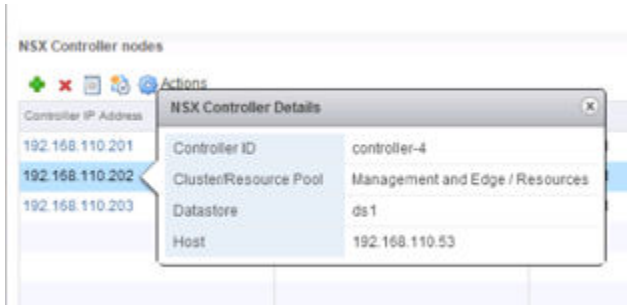 NSX Controller nodes
Actions
Controller IP Address
192.168.110.201
192.168.110.202
192.168.110.203
NSX Controller Details
Controller ID controller-4
Cluster/Resource Pool Management and Edge / Resources
Datastore ds1
Host 192.168.110.53